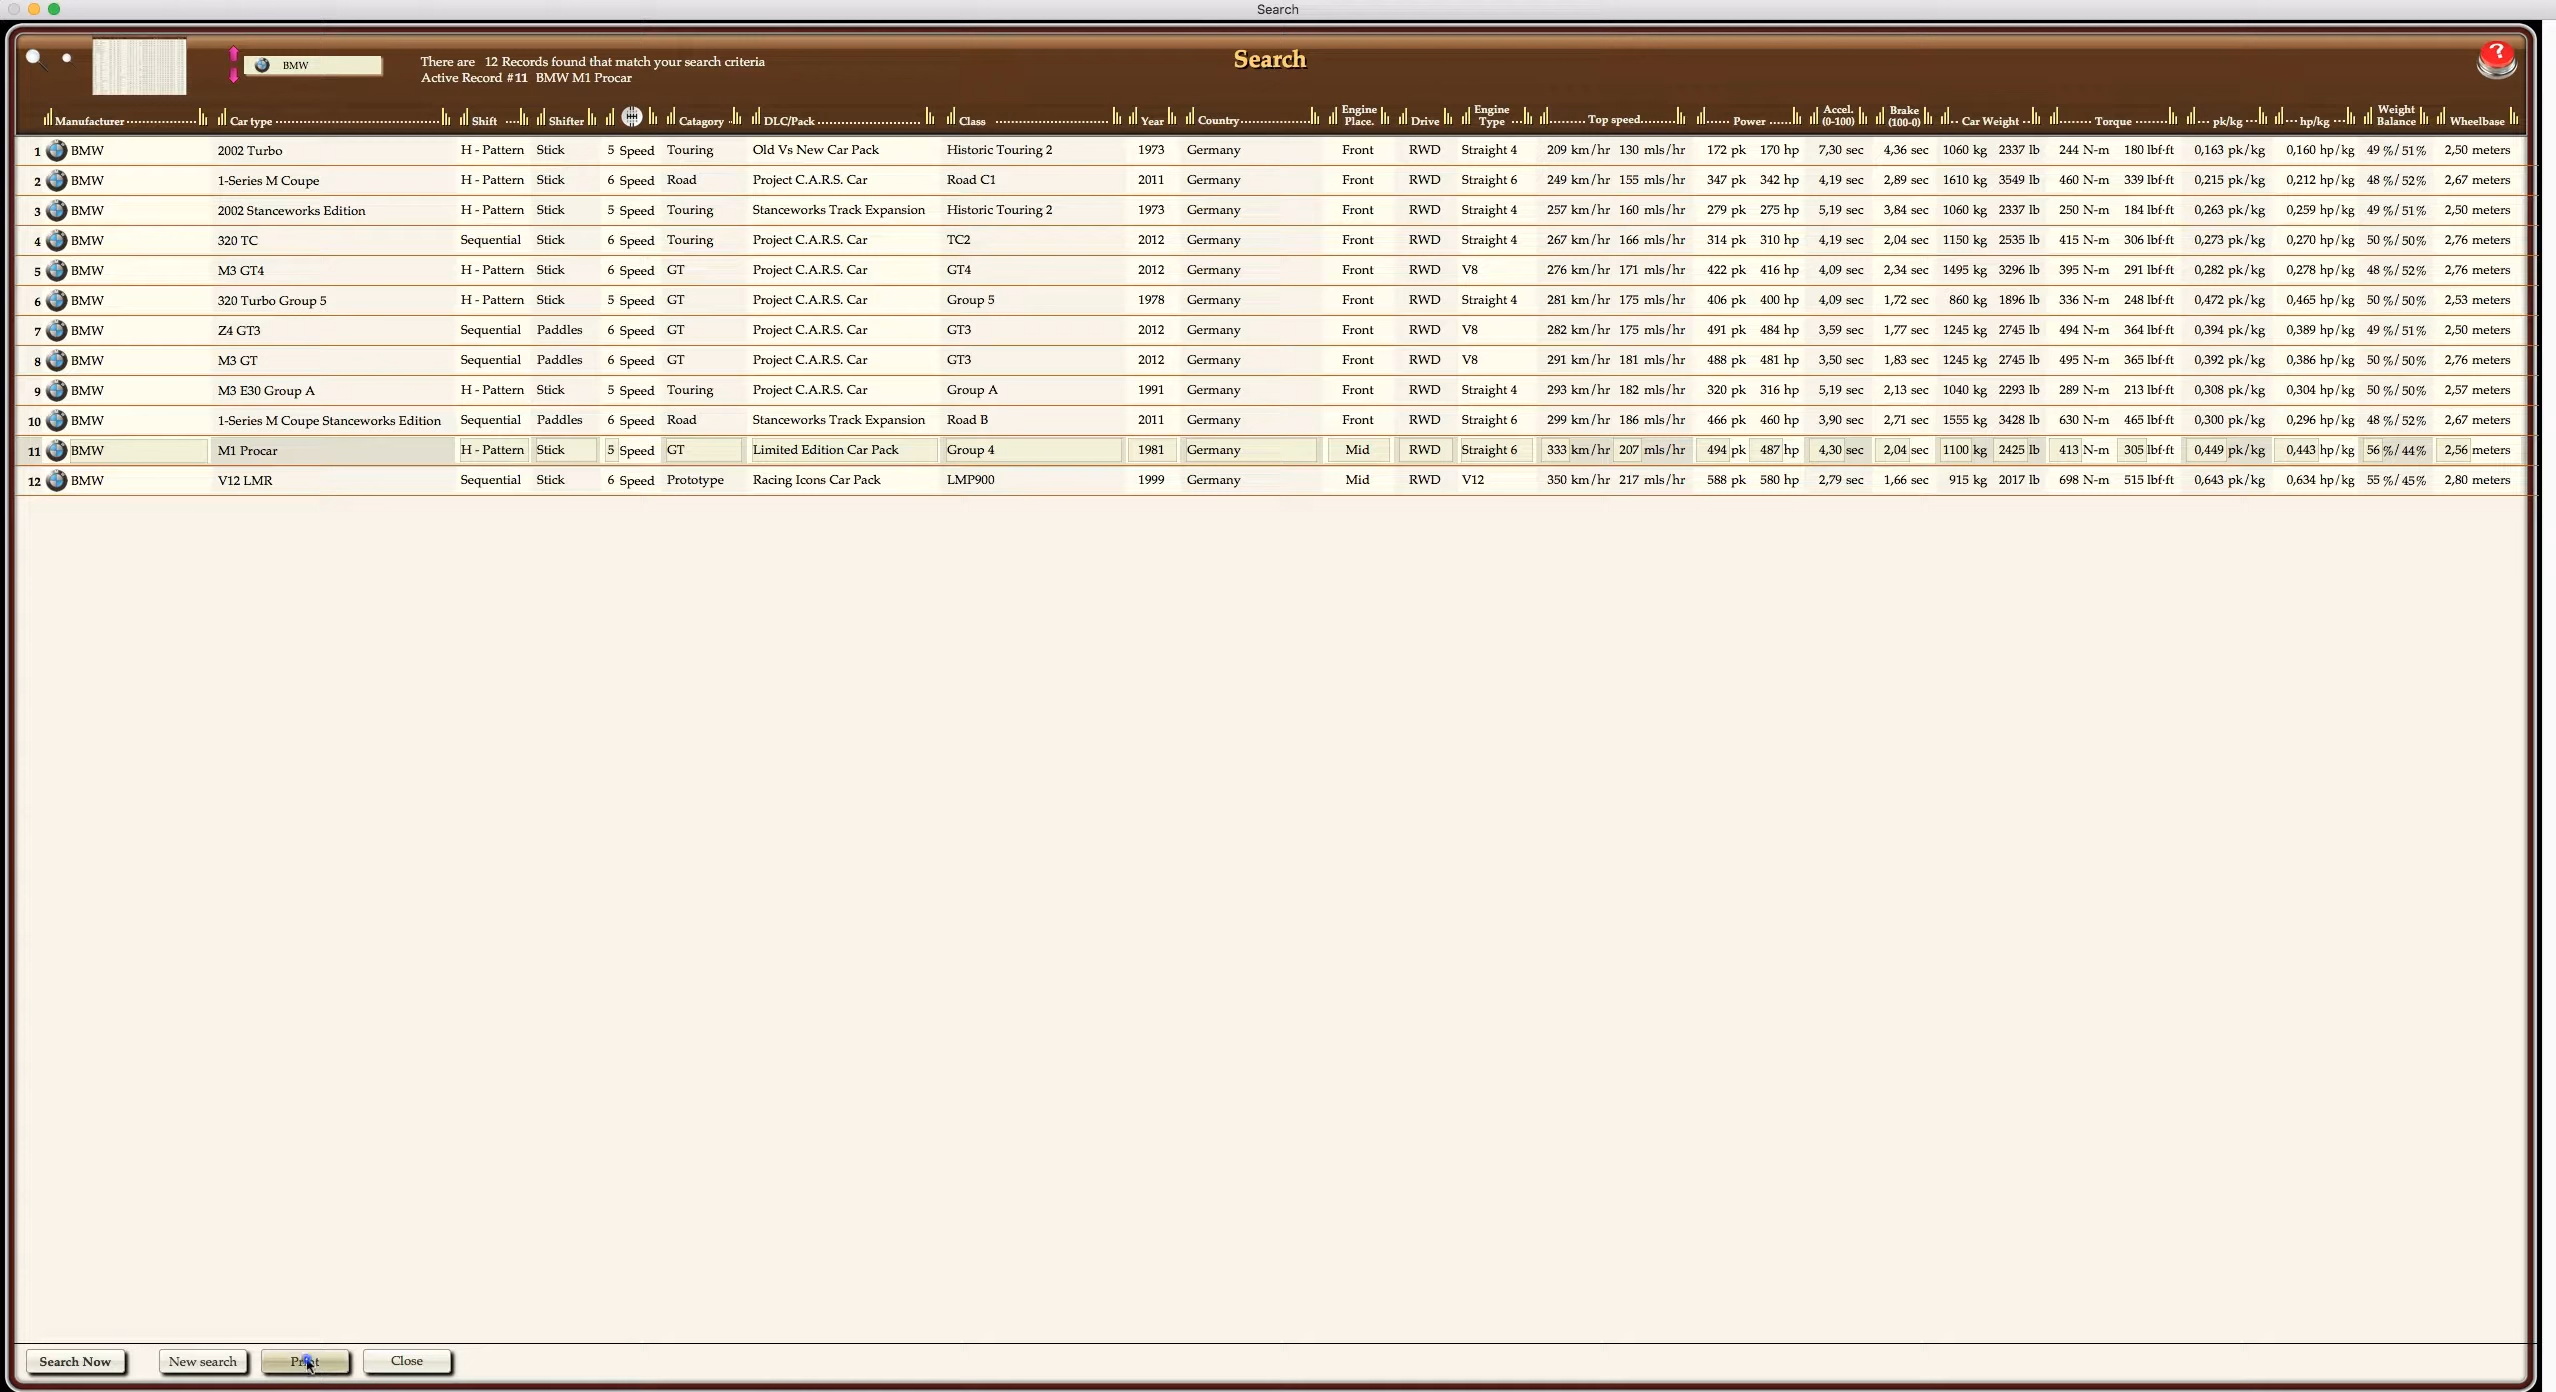 Search
BMW
There are 12 Records found that match your search criteria
Active Record #11 BMW M1 Procar
Search
?
Manufacturer Car type Shift Shifter Catagory DLC/Pack Class Year Country Engine Place. Drive Engine Type Top speed Power Accel. (0-100) Brake (100-0) Car Weight Torque pk/kg hp/kg Weight Balance Wheelbase
1 BMW 2002 Turbo H - Pattern Stick 5 Speed Touring Old Vs New Car Pack Historic Touring 2 1973 Germany Front RWD Straight 4 209 km/hr 130 mls/hr 172 pk 170 hp 7,30 sec 4,36 sec 1060 kg 2337 lb 244 N-m 180 lbf·ft 0,163 pk/kg 0,160 hp/kg 49 %/ 51% 2,50 meters
2 BMW 1-Series M Coupe H - Pattern Stick 6 Speed Road Project C.A.R.S. Car Road C1 2011 Germany Front RWD Straight 6 249 km/hr 155 mls/hr 347 pk 342 hp 4,19 sec 2,89 sec 1610 kg 3549 lb 460 N-m 339 lbf·ft 0,215 pk/kg 0,212 hp/kg 48 %/ 52% 2,67 meters
3 BMW 2002 Stanceworks Edition H - Pattern Stick 5 Speed Touring Stanceworks Track Expansion Historic Touring 2 1973 Germany Front RWD Straight 4 257 km/hr 160 mls/hr 279 pk 275 hp 5,19 sec 3,84 sec 1060 kg 2337 lb 250 N-m 184 lbf·ft 0,263 pk/kg 0,259 hp/kg 49 %/ 51% 2,50 meters
4 BMW 320 TC Sequential Stick 6 Speed Touring Project C.A.R.S. Car TC2 2012 Germany Front RWD Straight 4 267 km/hr 166 mls/hr 314 pk 310 hp 4,19 sec 2,04 sec 1150 kg 2535 lb 415 N-m 306 lbf·ft 0,273 pk/kg 0,270 hp/kg 50 %/ 50% 2,76 meters
5 BMW M3 GT4 H - Pattern Stick 6 Speed GT Project C.A.R.S. Car GT4 2012 Germany Front RWD V8 276 km/hr 171 mls/hr 422 pk 416 hp 4,09 sec 2,34 sec 1495 kg 3296 lb 395 N-m 291 lbf·ft 0,282 pk/kg 0,278 hp/kg 48 %/ 52% 2,76 meters
6 BMW 320 Turbo Group 5 H - Pattern Stick 5 Speed GT Project C.A.R.S. Car Group 5 1978 Germany Front RWD Straight 4 281 km/hr 175 mls/hr 406 pk 400 hp 4,09 sec 1,72 sec 860 kg 1896 lb 336 N-m 248 lbf·ft 0,472 pk/kg 0,465 hp/kg 50 %/ 50% 2,53 meters
7 BMW Z4 GT3 Sequential Paddles 6 Speed GT Project C.A.R.S. Car GT3 2012 Germany Front RWD V8 282 km/hr 175 mls/hr 491 pk 484 hp 3,59 sec 1,77 sec 1245 kg 2745 lb 494 N-m 364 lbf·ft 0,394 pk/kg 0,389 hp/kg 49 %/ 51% 2,50 meters
8 BMW M3 GT Sequential Paddles 6 Speed GT Project C.A.R.S. Car GT3 2012 Germany Front RWD V8 291 km/hr 181 mls/hr 488 pk 481 hp 3,50 sec 1,83 sec 1245 kg 2745 lb 495 N-m 365 lbf·ft 0,392 pk/kg 0,386 hp/kg 50 %/ 50% 2,76 meters
9 BMW M3 E30 Group A H - Pattern Stick 5 Speed Touring Project C.A.R.S. Car Group A 1991 Germany Front RWD Straight 4 293 km/hr 182 mls/hr 320 pk 316 hp 5,19 sec 2,13 sec 1040 kg 2293 lb 289 N-m 213 lbf·ft 0,308 pk/kg 0,304 hp/kg 50 %/ 50% 2,57 meters
10 BMW 1-Series M Coupe Stanceworks Edition Sequential Paddles 6 Speed Road Stanceworks Track Expansion Road B 2011 Germany Front RWD Straight 6 299 km/hr 186 mls/hr 466 pk 460 hp 3,90 sec 2,71 sec 1555 kg 3428 lb 630 N-m 465 lbf·ft 0,300 pk/kg 0,296 hp/kg 48 %/ 52% 2,67 meters
11 BMW M1 Procar H - Pattern Stick 5 Speed GT Limited Edition Car Pack Group 4 1981 Germany Mid RWD Straight 6 333 km/hr 207 mls/hr 494 pk 487 hp 4,30 sec 2,04 sec 1100 kg 2425 lb 413 N-m 305 lbf·ft 0,449 pk/kg 0,443 hp/kg 56 %/ 44% 2,56 meters
12 BMW V12 LMR Sequential Stick 6 Speed Prototype Racing Icons Car Pack LMP900 1999 Germany Mid RWD V12 350 km/hr 217 mls/hr 588 pk 580 hp 2,79 sec 1,66 sec 915 kg 2017 lb 698 N-m 515 lbf·ft 0,643 pk/kg 0,634 hp/kg 55 %/ 45% 2,80 meters
Search Now New search Print Close